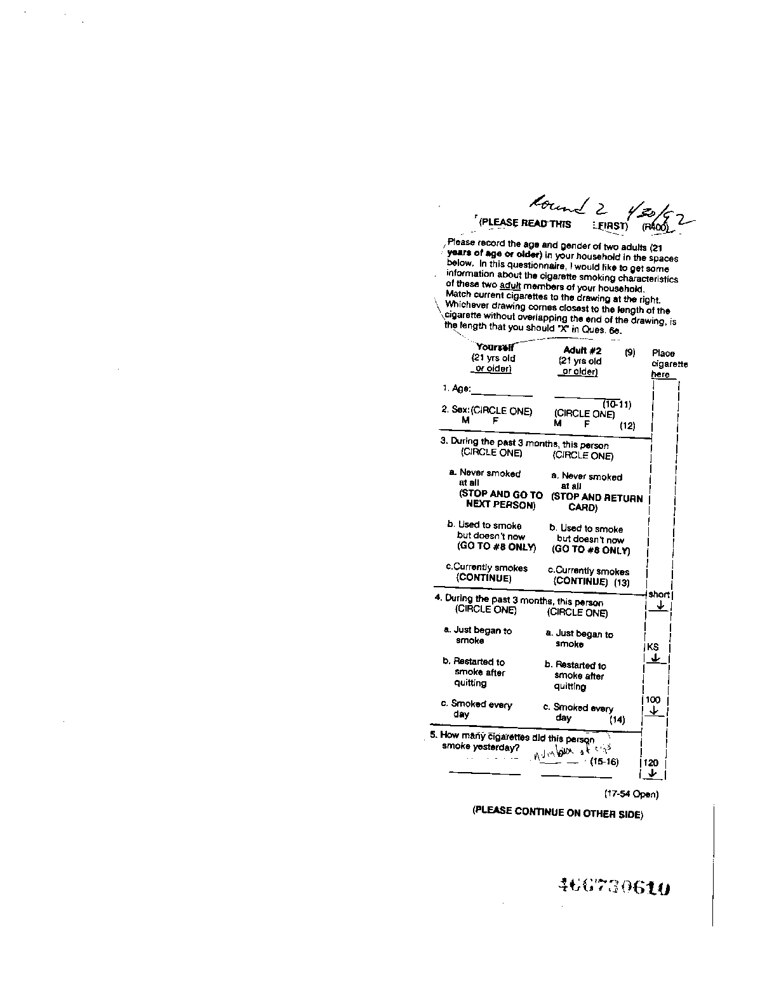 Round 2 4/30/92
(PLEASE READ THIS FIRST) (R400)
Please record the age and gender of two adults (21
years of age or older) in your household in the spaces
below. In this questionnaire, I would like to get some
information about the cigarette smoking characteristics
of these two adult members of your household.
Match current cigarettes to the drawing at the right.
Whichever drawing comes closest to the length of the
cigarette without overlapping the end of the drawing, is
the length that you should "X" in Ques. 6e.
Yourself Adult #2 (9) Place
(21 yrs old (21 yrs old cigarette
or older) or older) here
1. Age:
(10-11)
2. Sex:(CIRCLE ONE) (CIRCLE ONE)
M F M F (12)
3. During the past 3 months, this person
(CIRCLE ONE) (CIRCLE ONE)
a. Never smoked a. Never smoked
at all at all
(STOP AND GO TO (STOP AND RETURN
NEXT PERSON) CARD)
b. Used to smoke b. Used to smoke
but doesn't now but doesn't now
(GO TO #8 ONLY) (GO TO #8 ONLY)
c.Currently smokes c.Currently smokes
(CONTINUE) (CONTINUE) (13)
short
4. During the past 3 months, this person
(CIRCLE ONE) (CIRCLE ONE)
a. Just began to a. Just began to
smoke smoke
KS
b. Restarted to b. Restarted to
smoke after smoke after
quitting quitting
100
c. Smoked every c. Smoked every
day day (14)
5. How many cigarettes did this person
smoke yesterday? number of cigs
(15-16)
120
(17-54 Open)
(PLEASE CONTINUE ON OTHER SIDE)
466730610